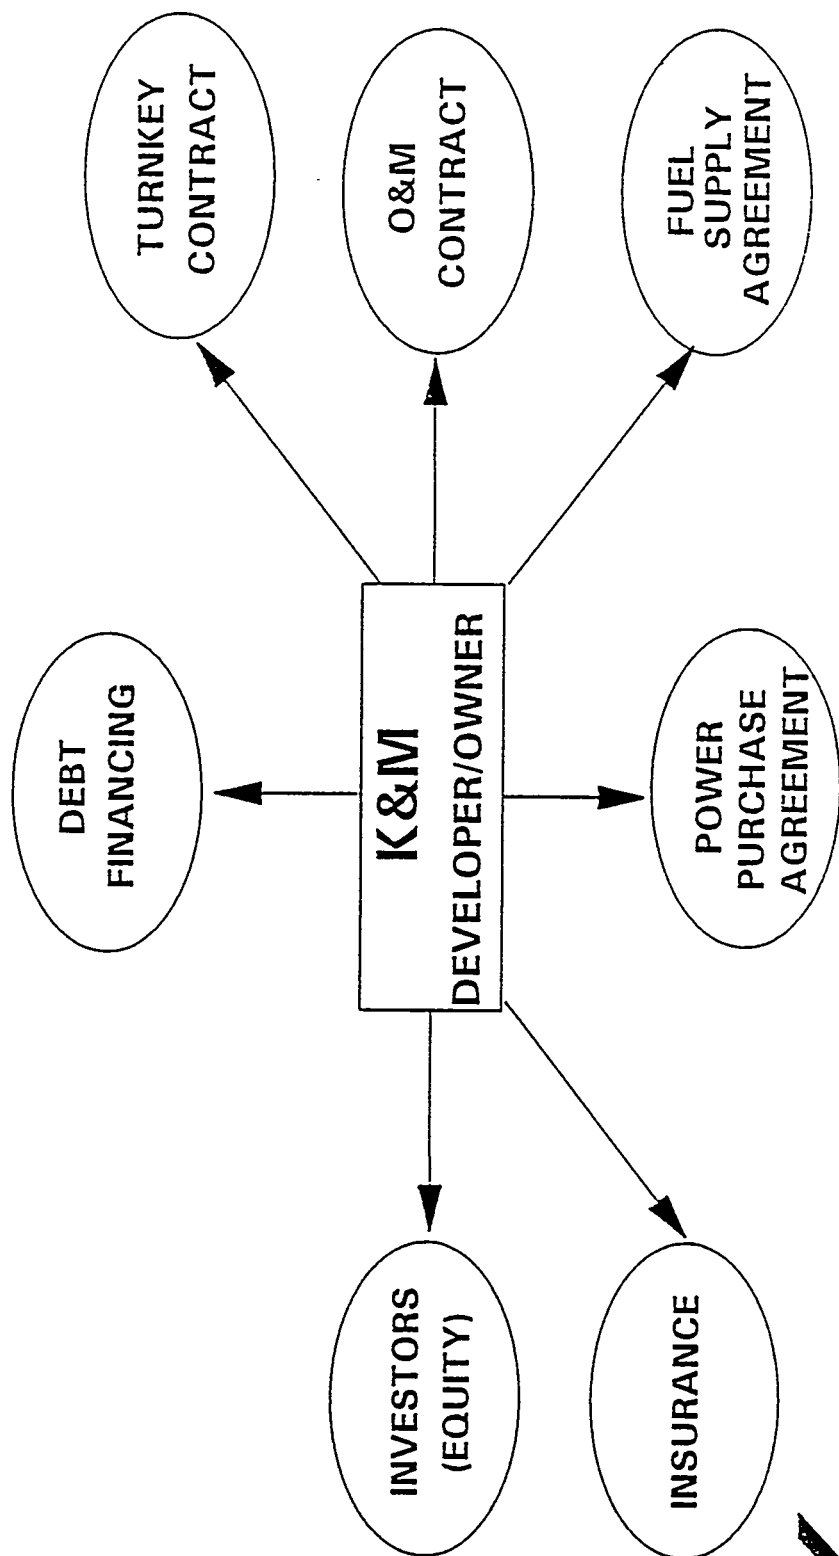 DEBT
FINANCING
TURNKEY
CONTRACT
INVESTORS
(EQUITY)
K&M
DEVELOPER/OWNER
O&M
CONTRACT
INSURANCE
POWER
PURCHASE
AGREEMENT
FUEL
SUPPLY
AGREEMENT